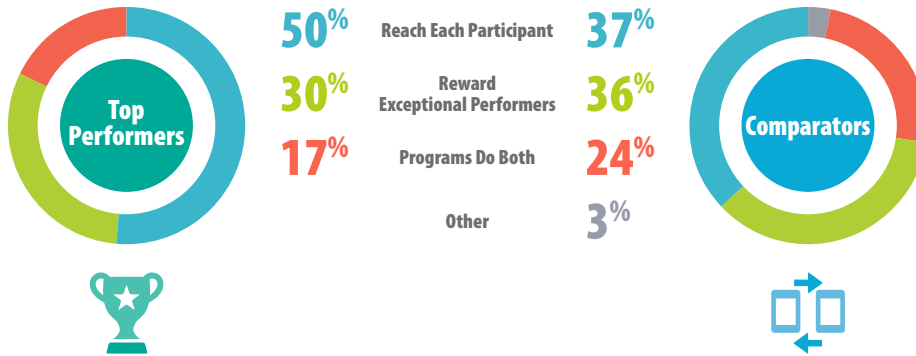 50% Reach Each Participant 37%
30% Reward 36%
Exceptional Performers
17% Programs Do Both 24%
Other 3%
Top
Performers
Comparators